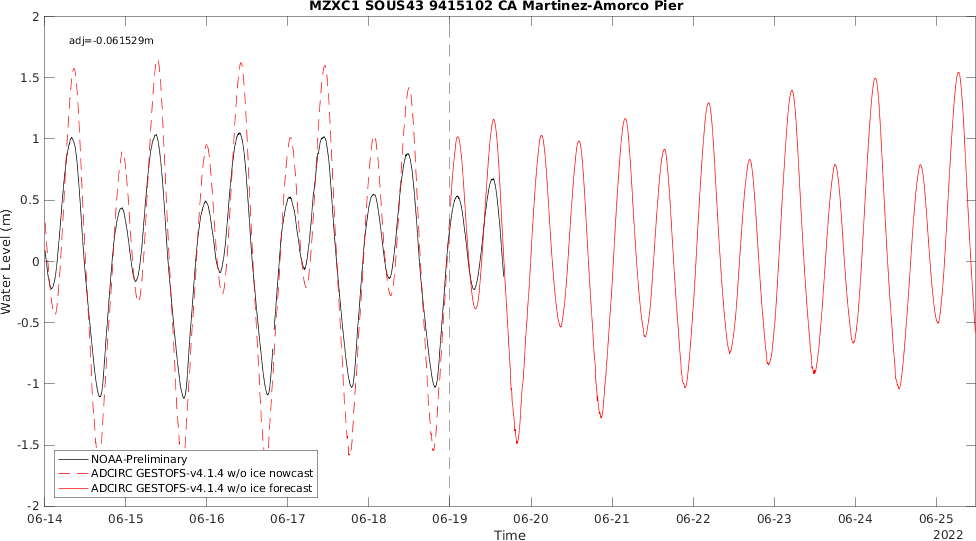 MZXC1 SOUS43 9415102 CA Martinez-Amorco Pier
adj=-0.061529m
Water Level (m)
2
1.5
1
0.5
0
-0.5
-1
-1.5
-2
NOAA-Preliminary
ADCIRC GESTOFS-v4.1.4 w/o ice nowcast
ADCIRC GESTOFS-v4.1.4 w/o ice forecast
06-14 06-15 06-16 06-17 06-18 06-19 06-20 06-21 06-22 06-23 06-24 06-25
Time
2022